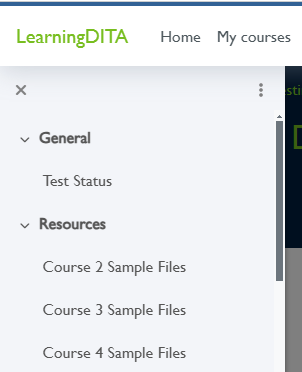 LearningDITA Home My courses
General
Test Status
Resources
Course 2 Sample Files
Course 3 Sample Files
Course 4 Sample Files